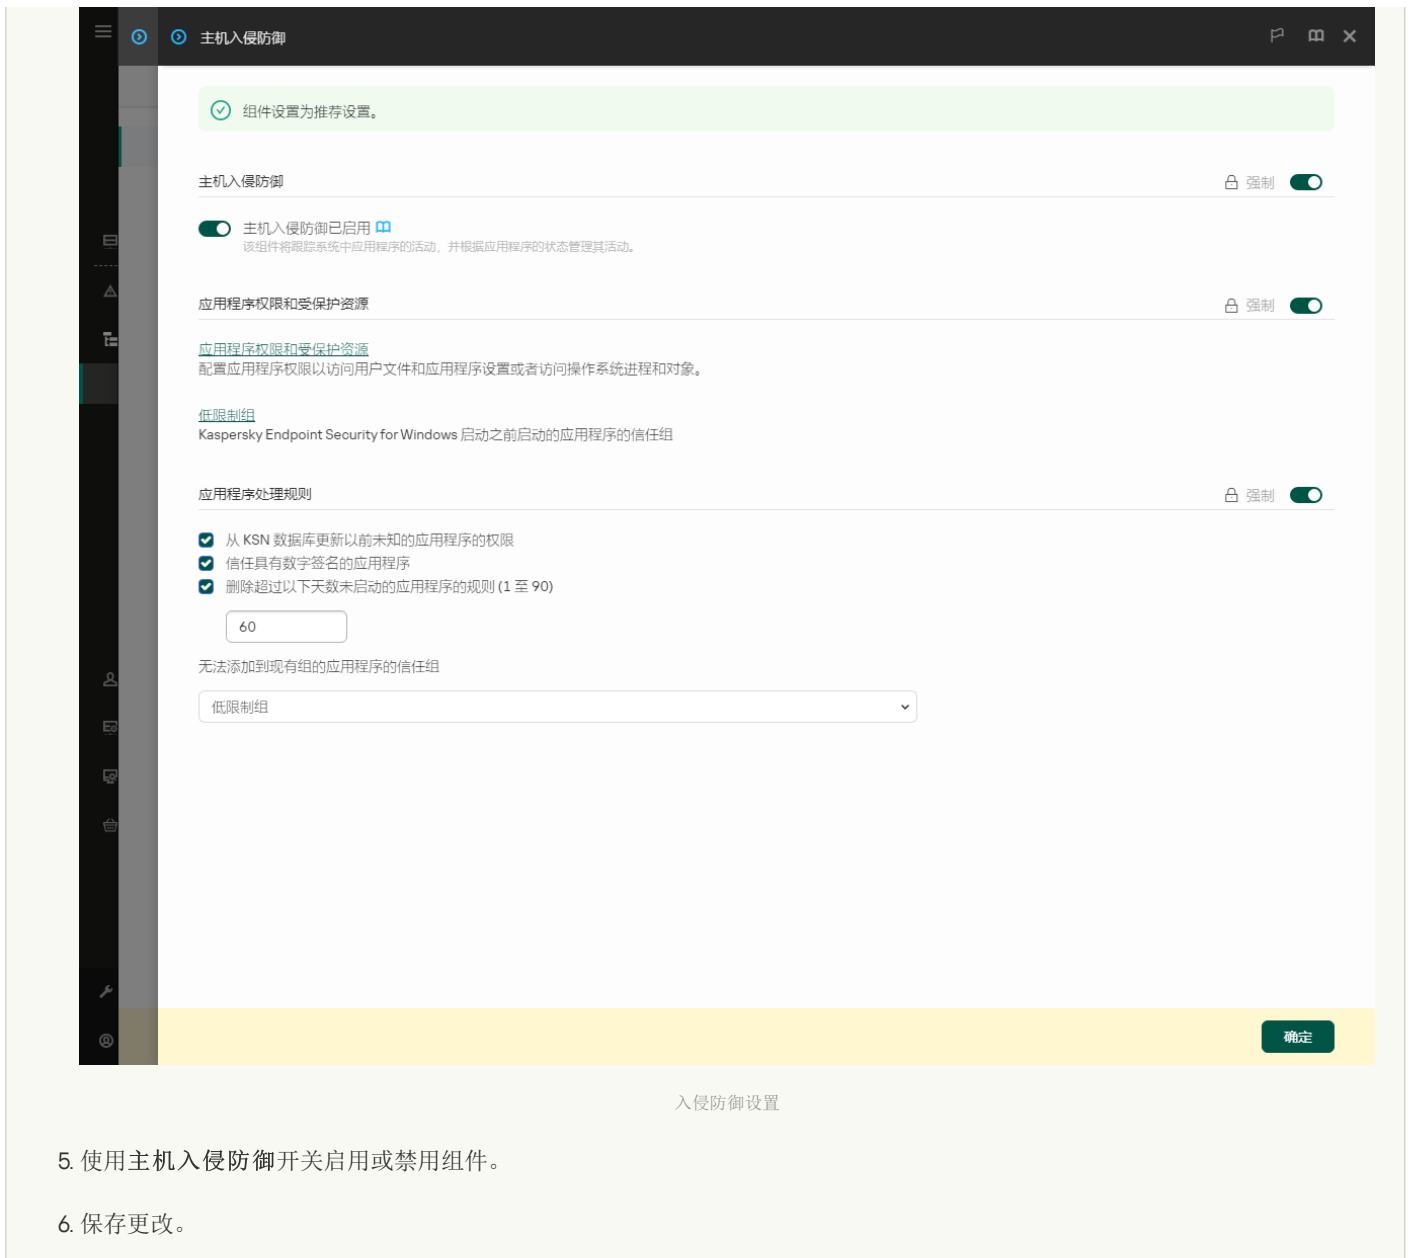 主机入侵防御
组件设置为推荐设置。
主机入侵防御
强制
主机入侵防御已启用
该组件将跟踪系统中应用程序的活动，并根据应用程序的状态管理其活动。
应用程序权限和受保护资源
强制
应用程序权限和受保护资源
配置应用程序权限以访问用户文件和应用程序设置或者访问操作系统进程和对象。
低限制组
Kaspersky Endpoint Security for Windows 启动之前启动的应用程序的信任组
应用程序处理规则
强制
从 KSN 数据库更新以前未知的应用程序的权限
信任具有数字签名的应用程序
删除超过以下天数未启动的应用程序的规则 (1 至 90)
60
无法添加到现有组的应用程序的信任组
低限制组
确定
入侵防御设置
5. 使用主机入侵防御开关启用或禁用组件。
6. 保存更改。